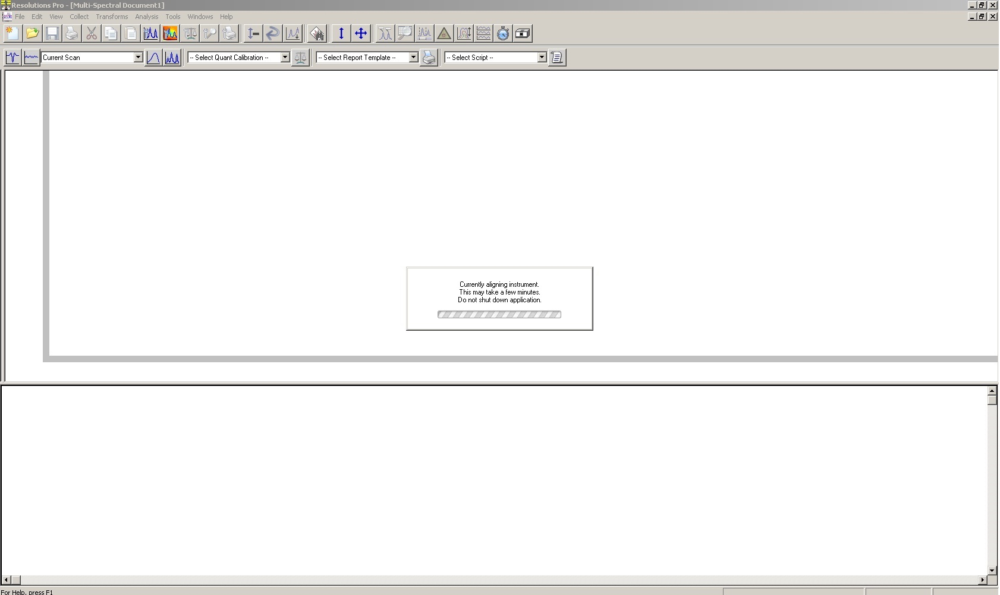 Resolutions Pro - [Multi-Spectral Document1]
File Edit View Collect Transforms Analysis Tools Windows Help
Current Scan -- Select Quant Calibration -- -- Select Report Template -- -- Select Script --
Currently aligning instrument.
This may take a few minutes.
Do not shut down application.
For Help, press F1